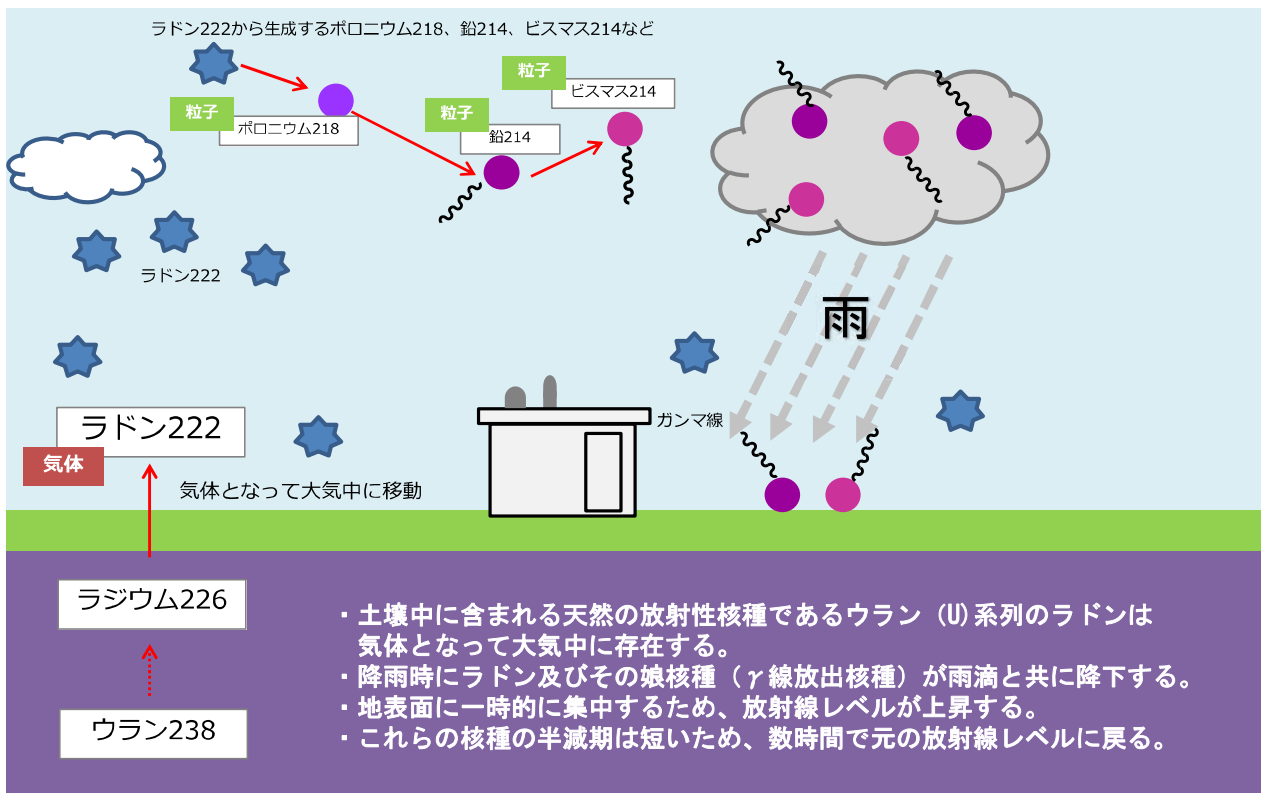 ラドン222から生成するポロニウム218、鉛214、ビスマス214など
粒子
ポロニウム218
粒子
鉛214
粒子
ビスマス214
ラドン222
雨
ガンマ線
ラドン222
気体
気体となって大気中に移動
ラジウム226
ウラン238
・土壌中に含まれる天然の放射性核種であるウラン（U)系列のラドンは
気体となって大気中に存在する。
・降雨時にラドン及びその娘核種（γ線放出核種）が雨滴と共に降下する。
・地表面に一時的に集中するため、放射線レベルが上昇する。
・これらの核種の半減期は短いため、数時間で元の放射線レベルに戻る。